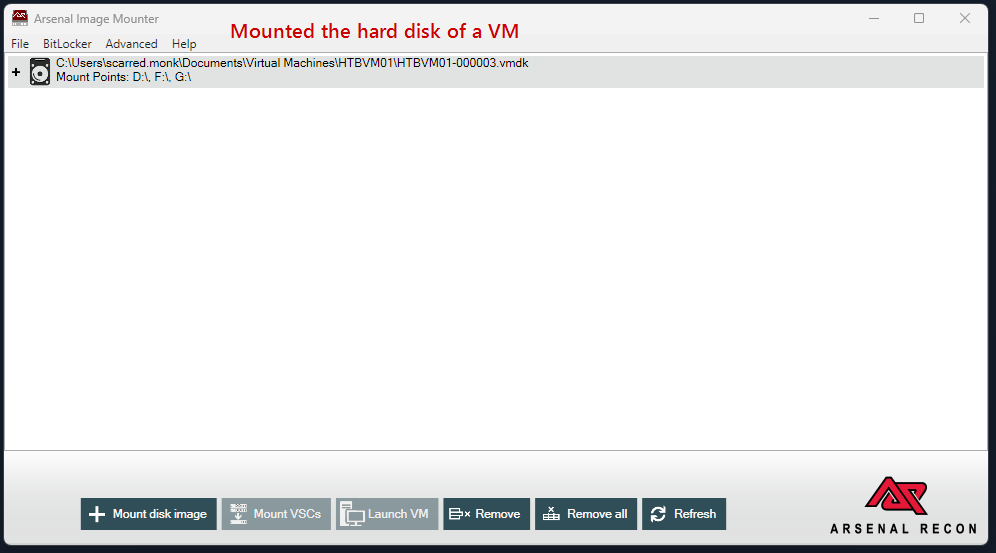 Arsenal Image Mounter
Mounted the hard disk of a VM
File BitLocker Advanced Help
C:\Users\scarred.monk\Documents\Virtual Machines\HTBVM01\HTBVM01-000003.vmdk
Mount Points: D:\, F:\, G:\
Mount disk image Mount VSCs Launch VM Remove Remove all Refresh
ARSENAL RECON